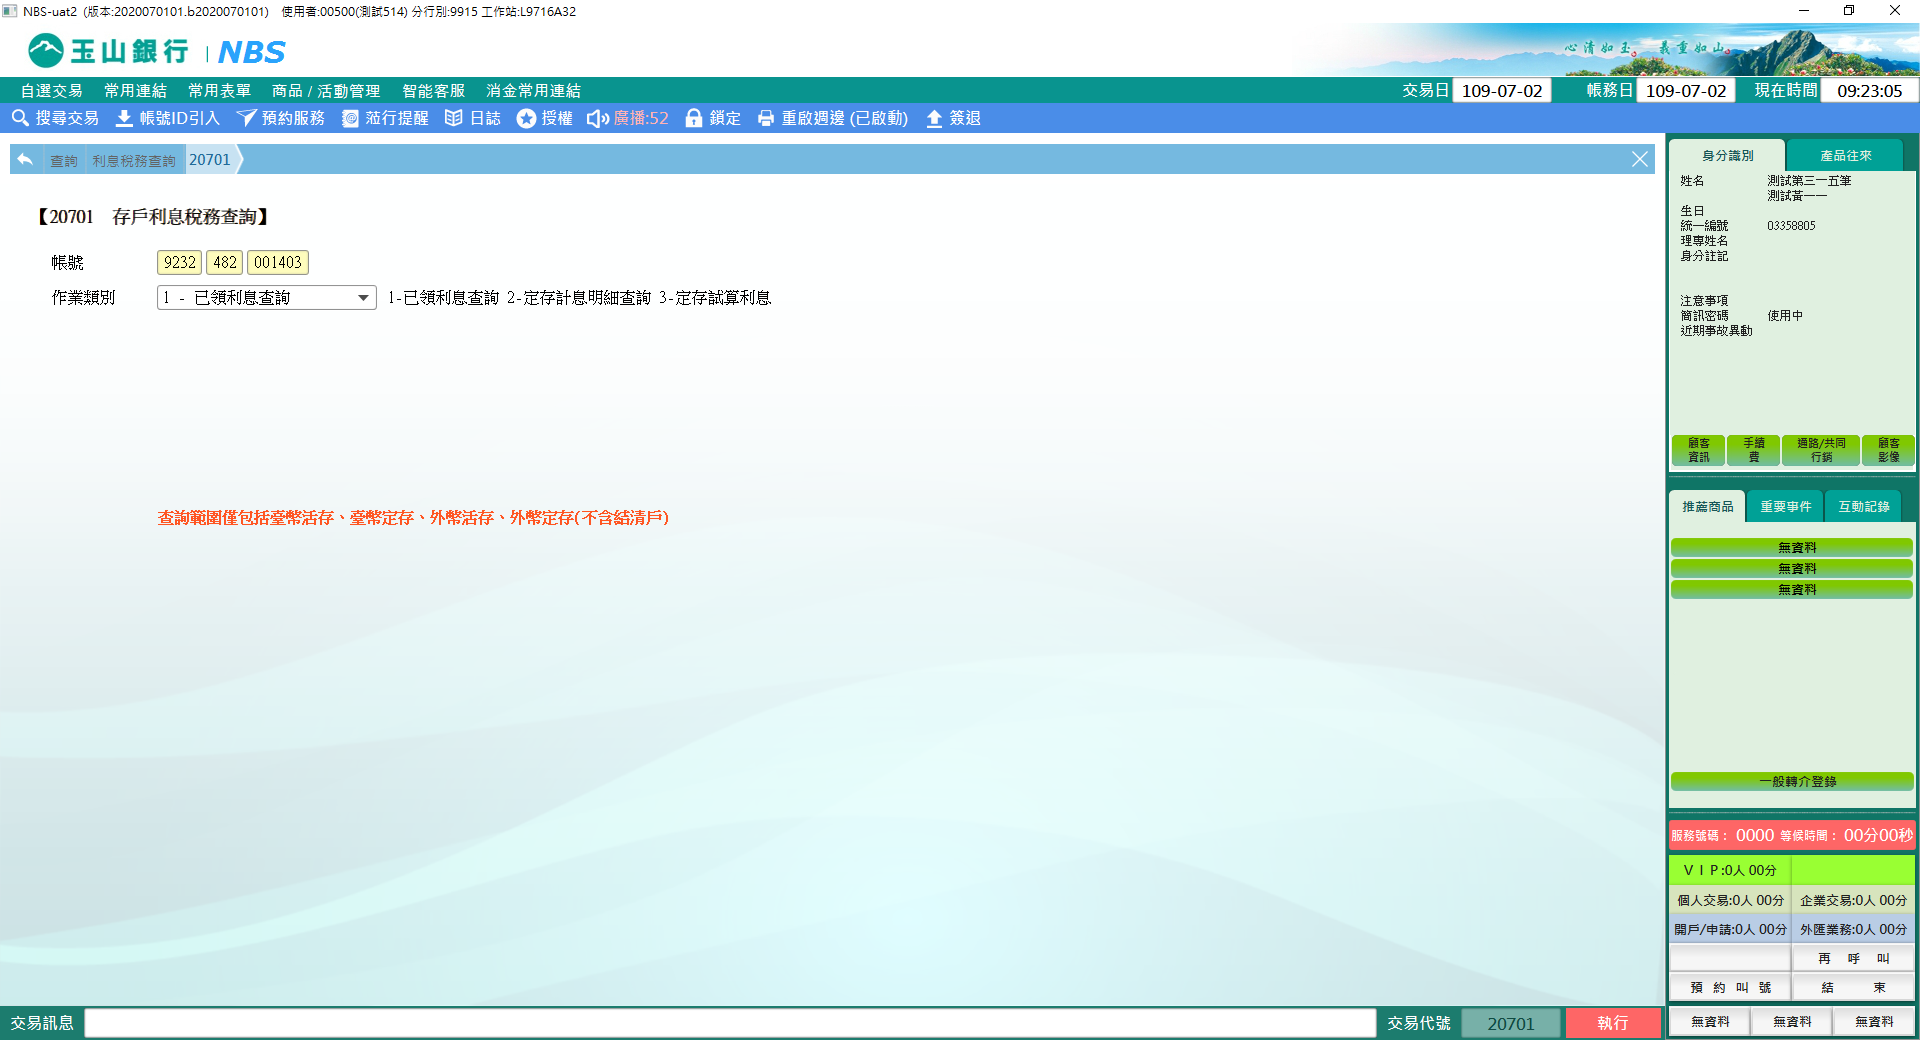 NBS-uat2 (版本:2020070101.b2020070101) 使用者:00500(測試514) 分行別:9915 工作站:L9716A32
玉山銀行 | NBS
心清如玉 義重如山
自選交易 常用連結 常用表單 商品 / 活動管理 智能客服 消金常用連結 交易日 109-07-02 帳務日 109-07-02 現在時間 09:23:05
搜尋交易 帳號ID引入 預約服務 蒞行提醒 日誌 授權 廣播:52 鎖定 重啟週邊 (已啟動) 簽退
查詢 利息稅務查詢 20701
【20701 存戶利息稅務查詢】
帳號 9232 482 001403
作業類別 1 - 已領利息查詢 1-已領利息查詢 2-定存計息明細查詢 3-定存試算利息
查詢範圍僅包括臺幣活存、臺幣定存、外幣活存、外幣定存(不含結清戶)
身分識別 產品往來
姓名 測試第三一五筆
測試黃一一
生日
統一編號 03358805
理專姓名
身分註記
注意事項
簡訊密碼 使用中
近期事故異動
顧客資訊 手續費 通路/共同行銷 顧客影像
推薦商品 重要事件 互動記錄
無資料
無資料
無資料
一般轉介登錄
服務號碼： 0000 等候時間： 00分00秒
ＶＩＰ:0人 00分
個人交易:0人 00分 企業交易:0人 00分
開戶/申請:0人 00分 外匯業務:0人 00分
再 呼 叫
預 約 叫 號 結 束
無資料 無資料 無資料
交易訊息 交易代號 20701 執行